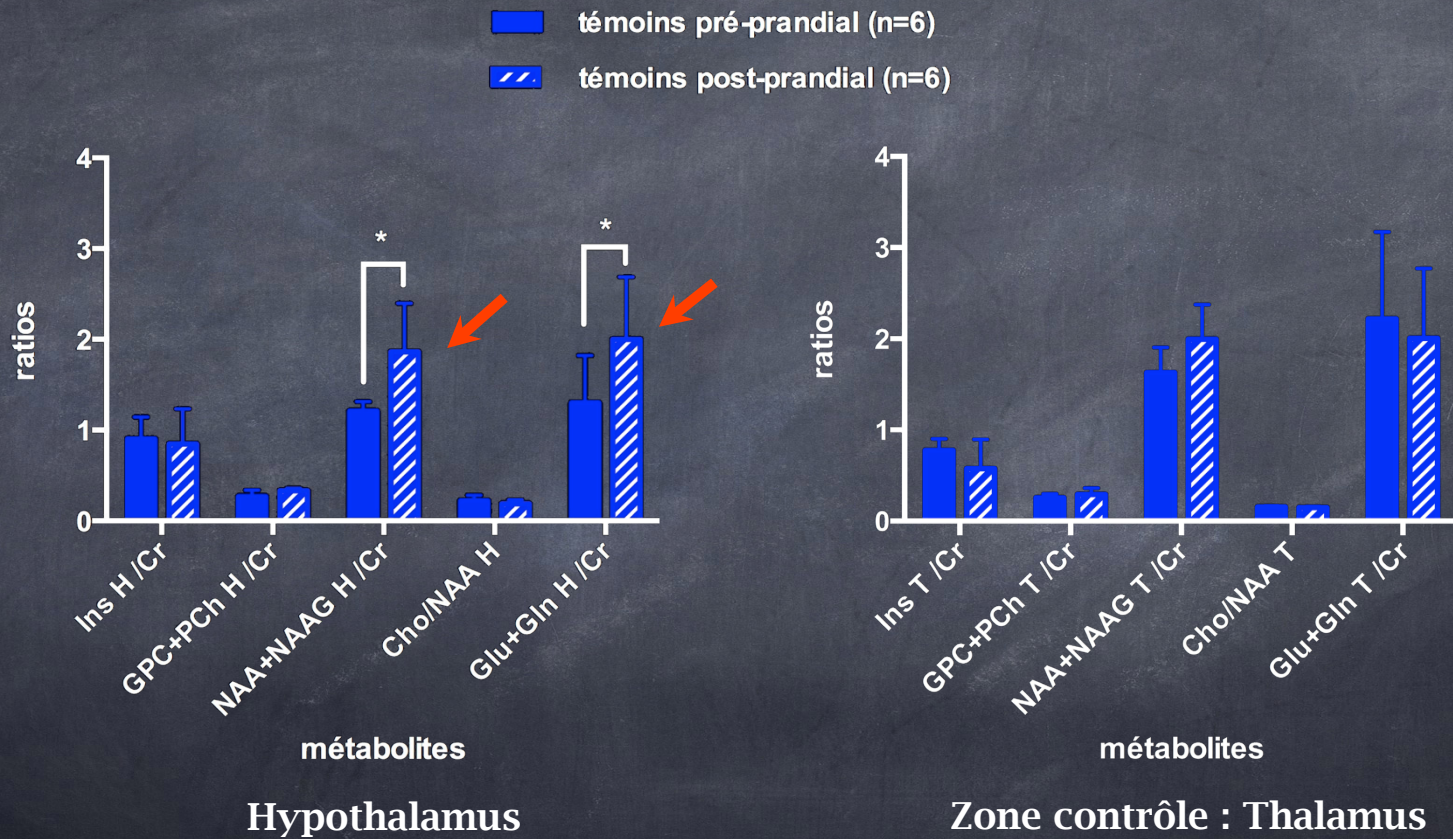 témoins pré-prandial (n=6)
témoins post-prandial (n=6)
4
3
2
1
0
ratios
*
*
Ins H /Cr
GPC+PCh H /Cr
NAA+NAAG H /Cr
Cho/NAA H
Glu+Gln H /Cr
métabolites
Hypothalamus
4
3
2
1
0
ratios
Ins T /Cr
GPC+PCh T /Cr
NAA+NAAG T /Cr
Cho/NAA T
Glu+Gln T /Cr
métabolites
Zone contrôle : Thalamus